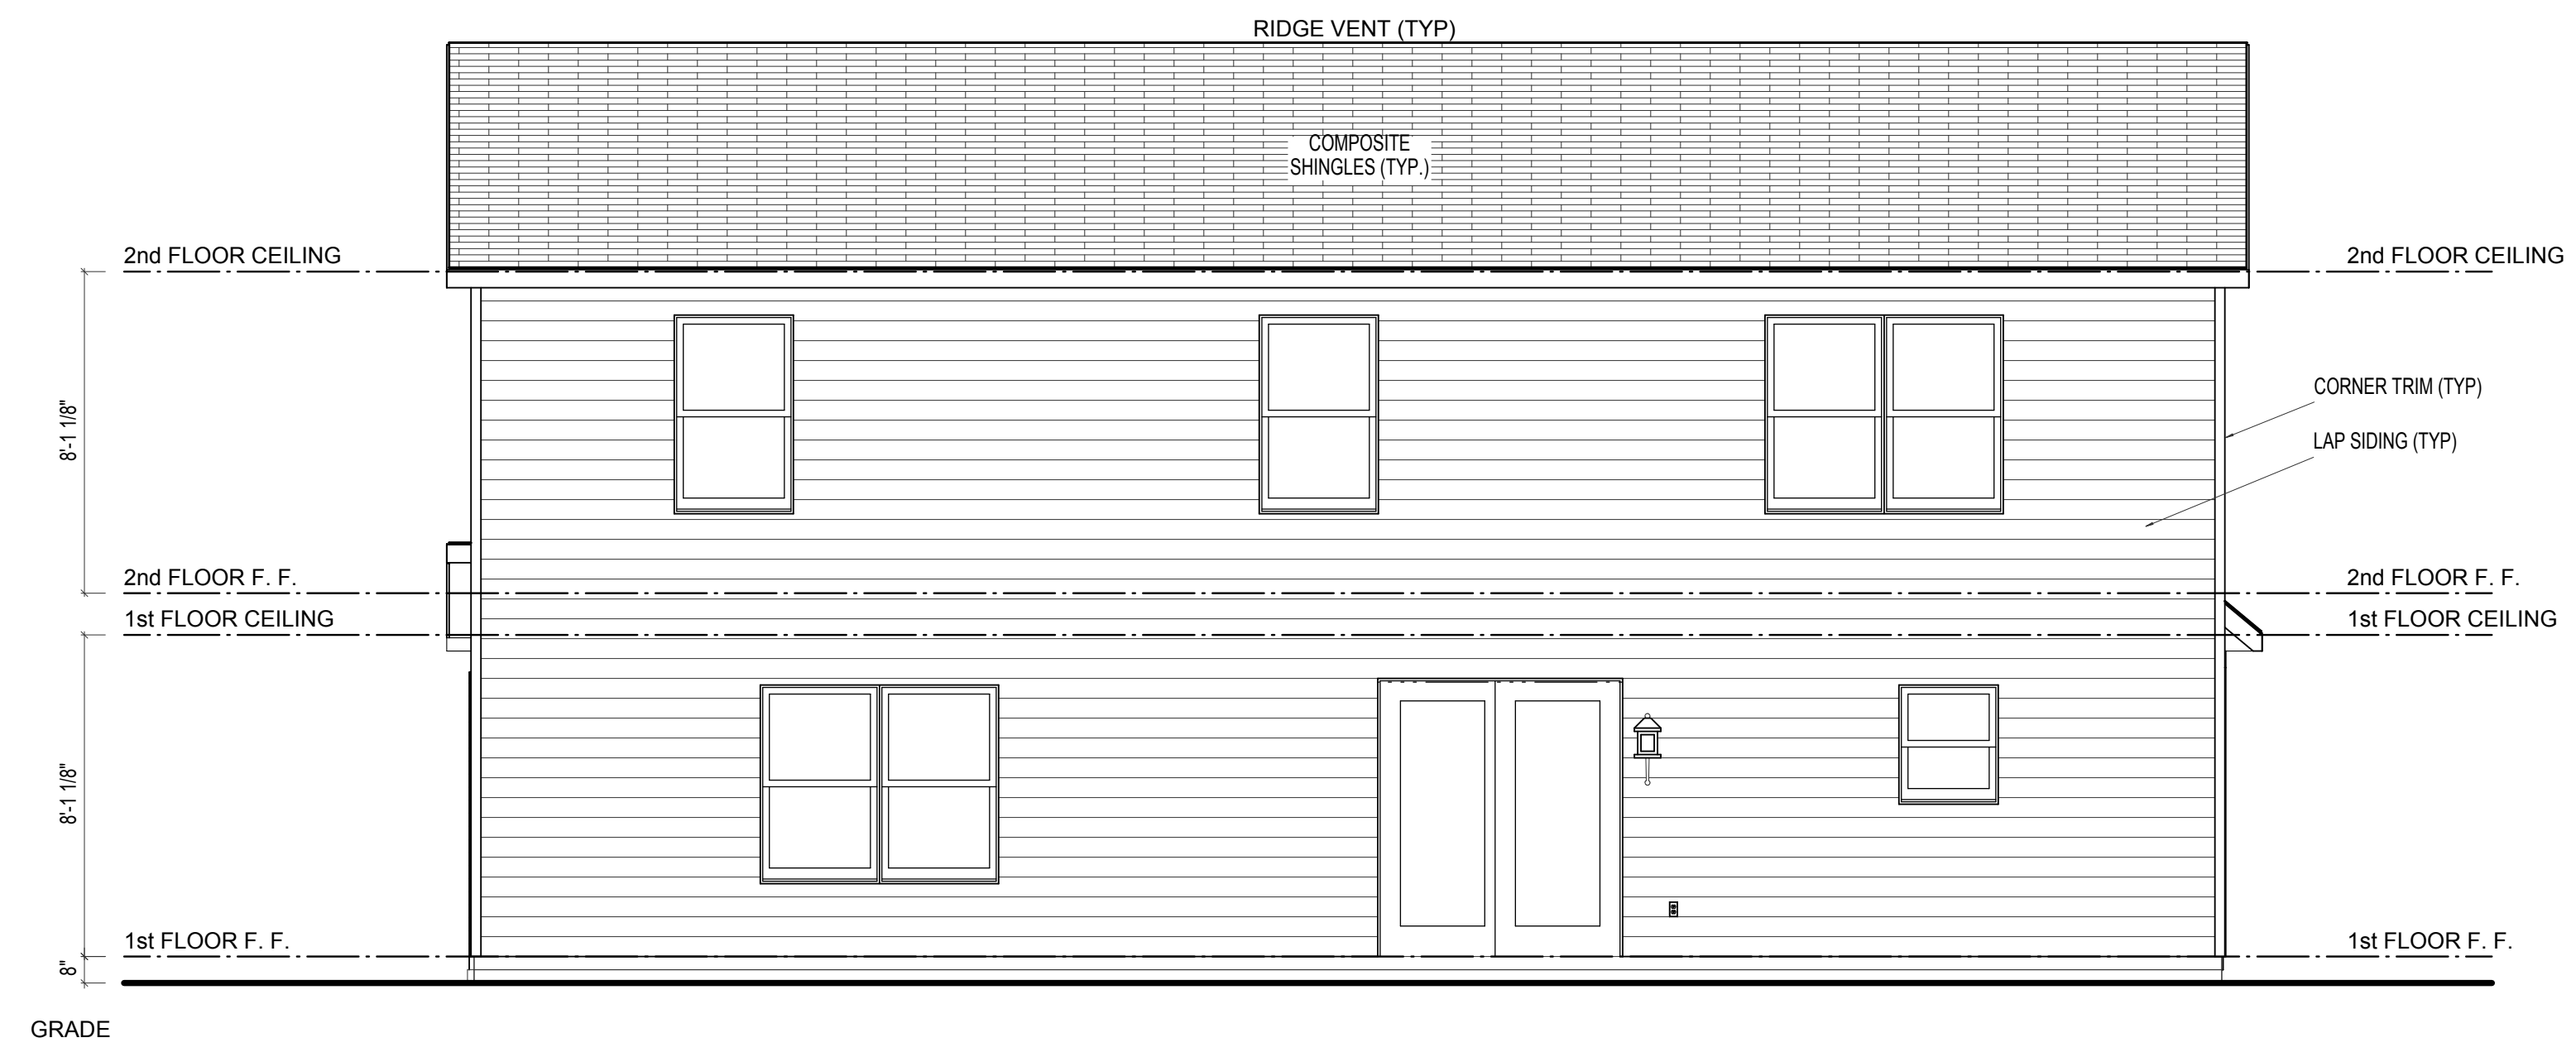 RIDGE VENT (TYP)
COMPOSITE
SHINGLES (TYP.)
2nd FLOOR CEILING
2nd FLOOR CEILING
CORNER TRIM (TYP)
8'-1 1/8"
LAP SIDING (TYP)
2nd FLOOR F. F.
2nd FLOOR F. F.
1st FLOOR CEILING
1st FLOOR CEILING
8'-1 1/8"
1st FLOOR F. F.
1st FLOOR F. F.
8"
GRADE